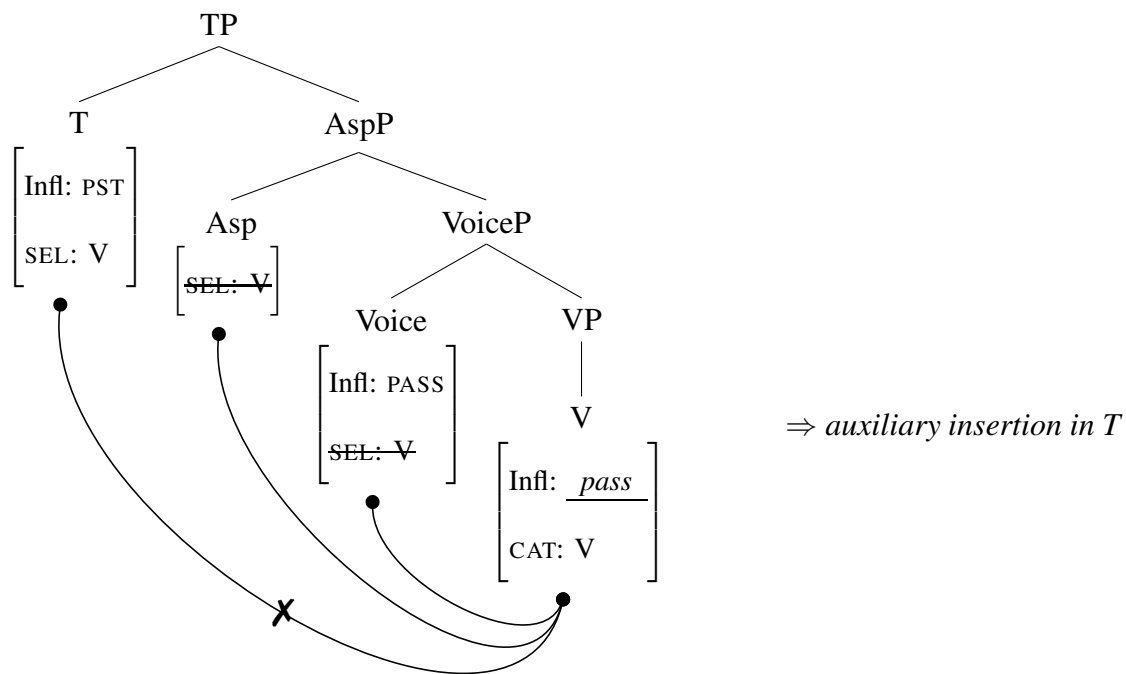 TP
T
AspP
Infl: PST
SEL: V
Asp
VoiceP
SEL: V
Voice
VP
Infl: PASS
SEL: V
V
Infl: pass
CAT: V
⇒ auxiliary insertion in T
✗